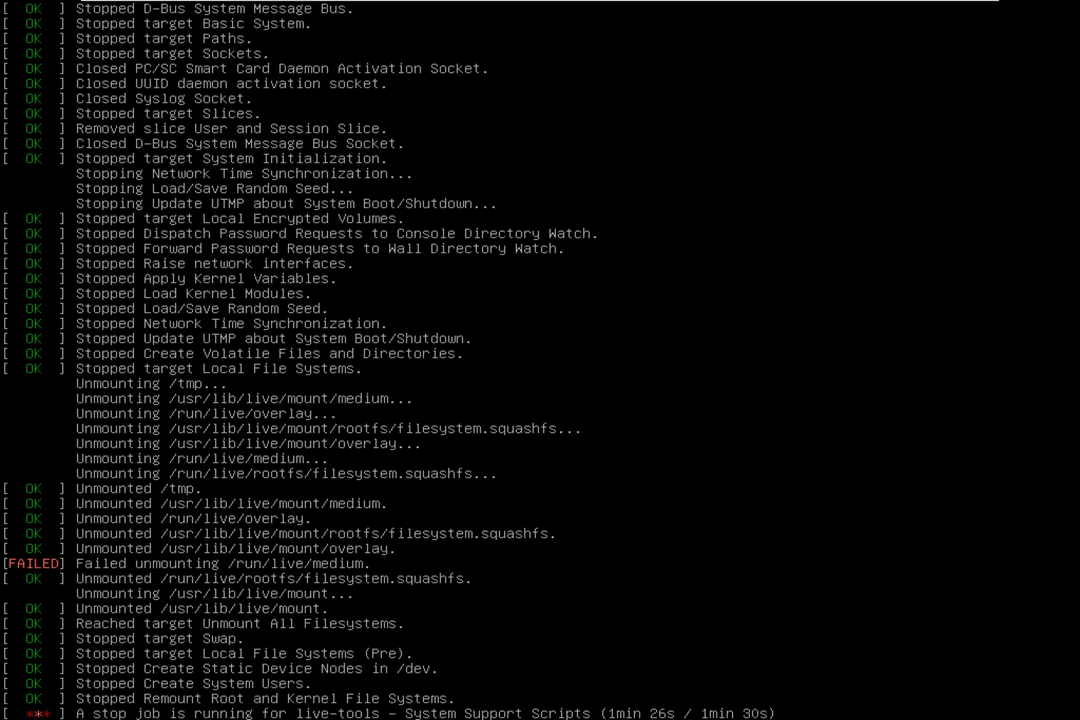 [  OK  ] Stopped D-Bus System Message Bus.
[  OK  ] Stopped target Basic System.
[  OK  ] Stopped target Paths.
[  OK  ] Stopped target Sockets.
[  OK  ] Closed PC/SC Smart Card Daemon Activation Socket.
[  OK  ] Closed UUID daemon activation socket.
[  OK  ] Closed Syslog Socket.
[  OK  ] Stopped target Slices.
[  OK  ] Removed slice User and Session Slice.
[  OK  ] Closed D-Bus System Message Bus Socket.
[  OK  ] Stopped target System Initialization.
Stopping Network Time Synchronization...
Stopping Load/Save Random Seed...
Stopping Update UTMP about System Boot/Shutdown...
[  OK  ] Stopped target Local Encrypted Volumes.
[  OK  ] Stopped Dispatch Password Requests to Console Directory Watch.
[  OK  ] Stopped Forward Password Requests to Wall Directory Watch.
[  OK  ] Stopped Raise network interfaces.
[  OK  ] Stopped Apply Kernel Variables.
[  OK  ] Stopped Load Kernel Modules.
[  OK  ] Stopped Load/Save Random Seed.
[  OK  ] Stopped Network Time Synchronization.
[  OK  ] Stopped Update UTMP about System Boot/Shutdown.
[  OK  ] Stopped Create Volatile Files and Directories.
[  OK  ] Stopped target Local File Systems.
Unmounting /tmp...
Unmounting /usr/lib/live/mount/medium...
Unmounting /run/live/overlay...
Unmounting /usr/lib/live/mount/rootfs/filesystem.squashfs...
Unmounting /usr/lib/live/mount/overlay...
Unmounting /run/live/medium...
Unmounting /run/live/rootfs/filesystem.squashfs...
[  OK  ] Unmounted /tmp.
[  OK  ] Unmounted /usr/lib/live/mount/medium.
[  OK  ] Unmounted /run/live/overlay.
[  OK  ] Unmounted /usr/lib/live/mount/rootfs/filesystem.squashfs.
[  OK  ] Unmounted /usr/lib/live/mount/overlay.
[FAILED] Failed unmounting /run/live/medium.
[  OK  ] Unmounted /run/live/rootfs/filesystem.squashfs.
Unmounting /usr/lib/live/mount...
[  OK  ] Unmounted /usr/lib/live/mount.
[  OK  ] Reached target Unmount All Filesystems.
[  OK  ] Stopped target Swap.
[  OK  ] Stopped target Local File Systems (Pre).
[  OK  ] Stopped Create Static Device Nodes in /dev.
[  OK  ] Stopped Create System Users.
[  OK  ] Stopped Remount Root and Kernel File Systems.
[  *** ] A stop job is running for live-tools - System Support Scripts (1min 26s / 1min 30s)